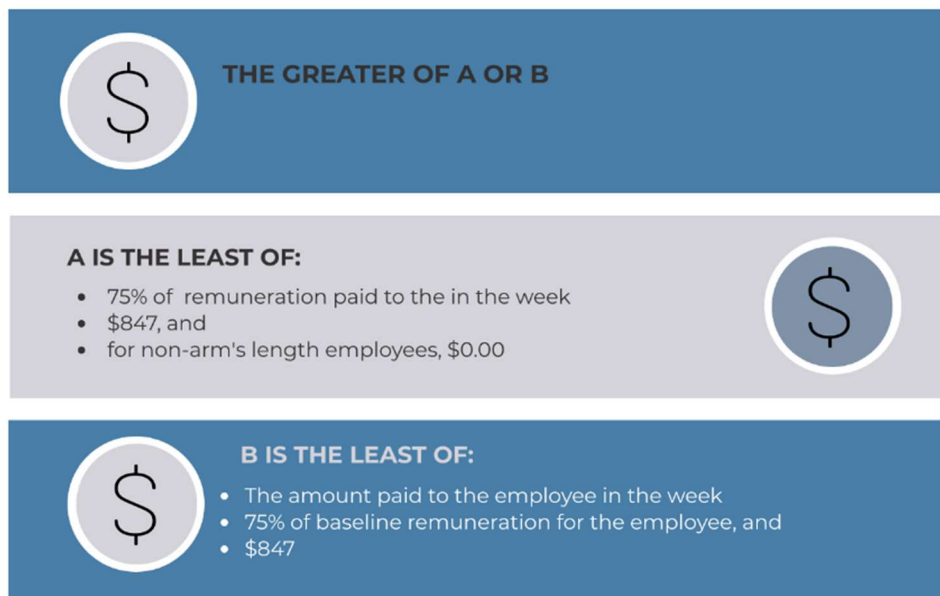 THE GREATER OF A OR B
A IS THE LEAST OF:
• 75% of remuneration paid to the in the week
• $847, and
• for non-arm's length employees, $0.00
B IS THE LEAST OF:
• The amount paid to the employee in the week
• 75% of baseline remuneration for the employee, and
• $847